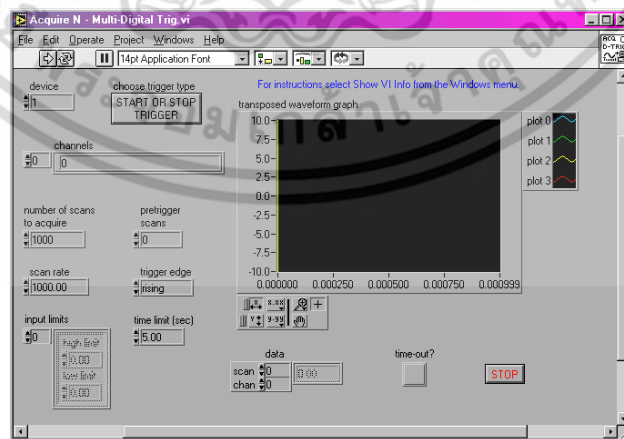 Acquire N - Multi-Digital Trig.vi
File Edit Operate Project Windows Help
14pt Application Font
ACQ
D-TRIG
For instructions select Show VI Info from the Windows menu.
device
1
choose trigger type
START OR STOP
TRIGGER
channels
0
0
number of scans
to acquire
1000
pretrigger
scans
0
scan rate
1000.00
trigger edge
rising
input limits
0
high limit
0.00
low limit
0.00
time limit (sec)
5.00
transposed waveform graph
10.0
7.5
5.0
2.5
0.0
-2.5
-5.0
-7.5
-10.0
0.000000 0.000250 0.000500 0.000750 0.000999
plot 0
plot 1
plot 2
plot 3
x.xx
y.yy
data
scan 0
chan 0
0.00
time-out?
STOP